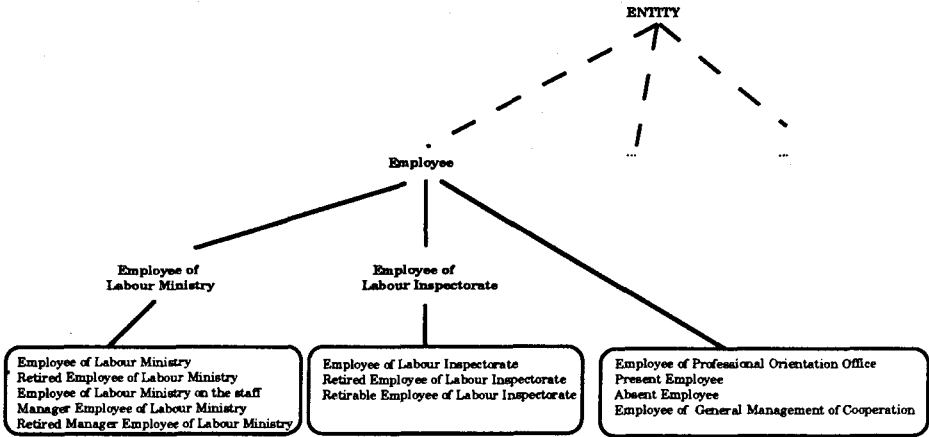 ENTITY
...
...
Employee
Employee of
Labour Ministry
Employee of
Labour Inspectorate
Employee of Labour Ministry
Retired Employee of Labour Ministry
Employee of Labour Ministry on the staff
Manager Employee of Labour Ministry
Retired Manager Employee of Labour Ministry
Employee of Labour Inspectorate
Retired Employee of Labour Inspectorate
Retirable Employee of Labour Inspectorate
Employee of Professional Orientation Office
Present Employee
Absent Employee
Employee of General Management of Cooperation